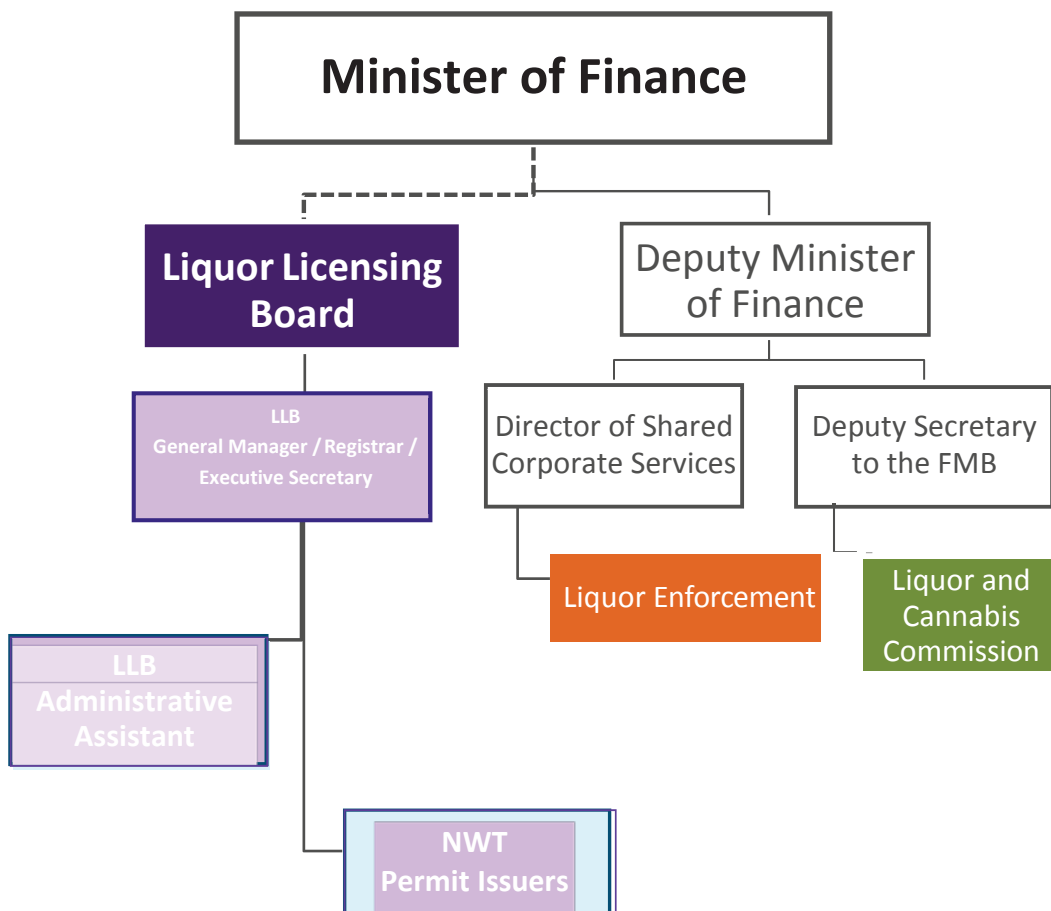 Minister of Finance
Liquor Licensing
Board
Deputy Minister
of Finance
LLB
General Manager / Registrar /
Executive Secretary
Director of Shared
Corporate Services
Deputy Secretary
to the FMB
Liquor Enforcement
Liquor and
Cannabis
Commission
LLB
Administrative
Assistant
NWT
Permit Issuers